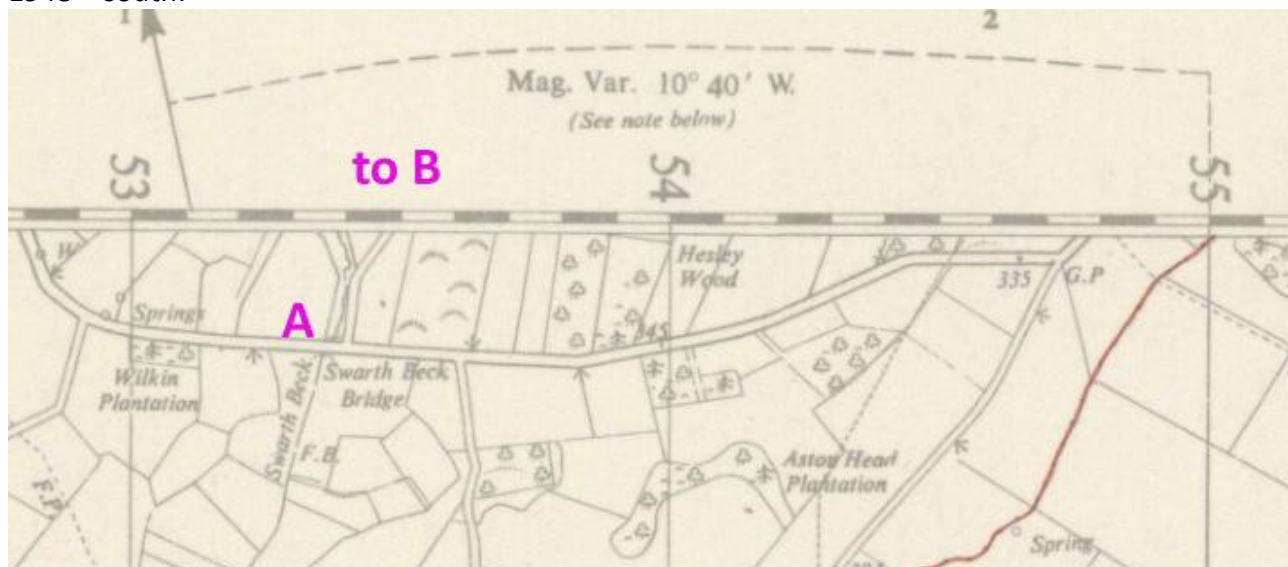 1
2
Mag. Var. 10° 40' W.
(See note below)
53
to B
54
55
W
Hesley
Wood
335
G.P
Springs
A
345
Wilkin
Plantation
Swarth Beck
Swarth Beck
Bridge
F.B.
F.P.
Aston Head
Plantation
Spring